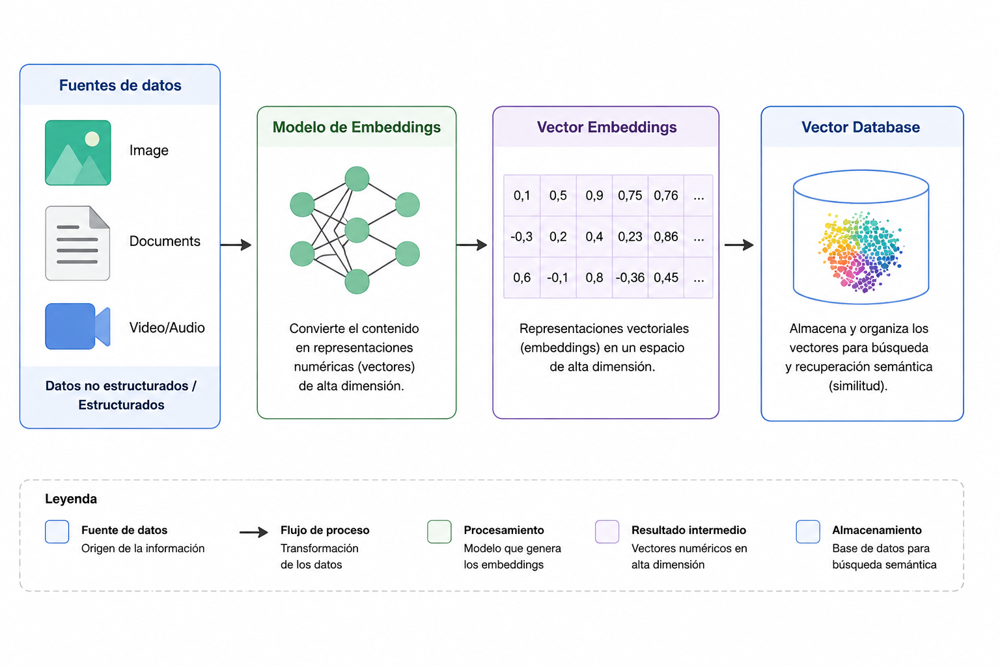 Fuentes de datos
Image
Documents
Video/Audio
Datos no estructurados /
Estructurados
Modelo de Embeddings
Convierte el contenido
en representaciones
numéricas (vectores)
de alta dimensión.
Vector Embeddings
0,1 0,5 0,9 0,75 0,76 ...
-0,3 0,2 0,4 0,23 0,86 ...
0,6 -0,1 0,8 -0,36 0,45 ...
Representaciones vectoriales
(embeddings) en un espacio
de alta dimensión.
Vector Database
Almacena y organiza los
vectores para búsqueda
y recuperación semántica
(similitud).
Leyenda
Fuente de datos
Origen de la información
Flujo de proceso
Transformación
de los datos
Procesamiento
Modelo que genera
los embeddings
Resultado intermedio
Vectores numéricos en
alta dimensión
Almacenamiento
Base de datos para
búsqueda semántica